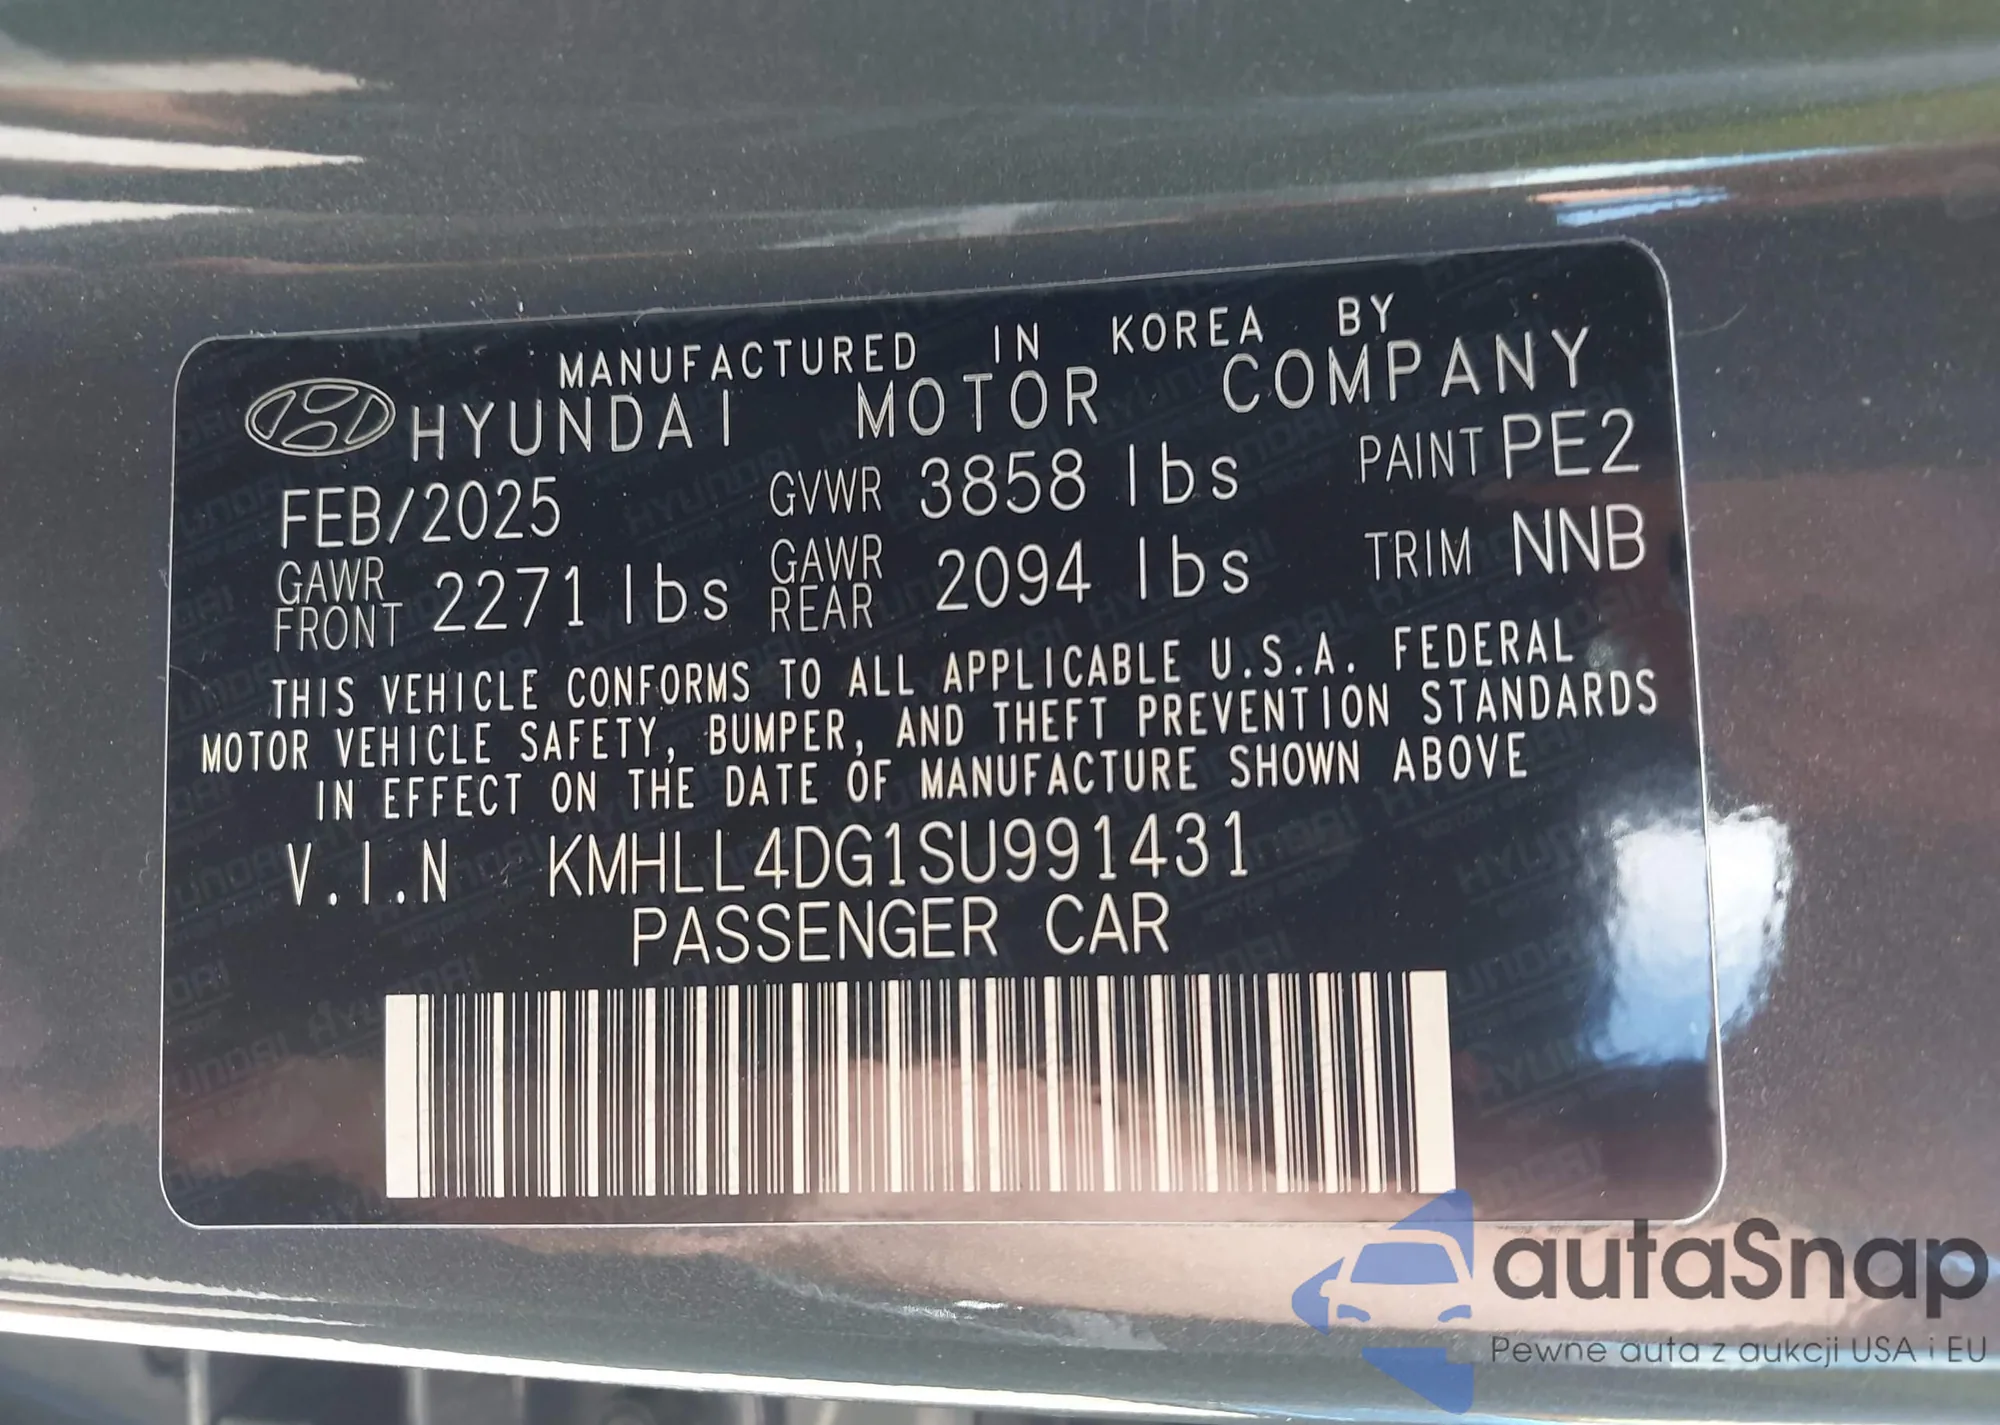 MANUFACTURED IN KOREA BY
HYUNDAI MOTOR COMPANY
FEB/2025 GVWR 3858 lbs PAINT PE2
GAWR FRONT 2271 lbs GAWR REAR 2094 lbs TRIM NNB
THIS VEHICLE CONFORMS TO ALL APPLICABLE U.S.A. FEDERAL
MOTOR VEHICLE SAFETY, BUMPER, AND THEFT PREVENTION STANDARDS
IN EFFECT ON THE DATE OF MANUFACTURE SHOWN ABOVE
V.I.N KMHLL4DG1SU991431
PASSENGER CAR
autaSnap
Pewne auta z aukcji USA i EU